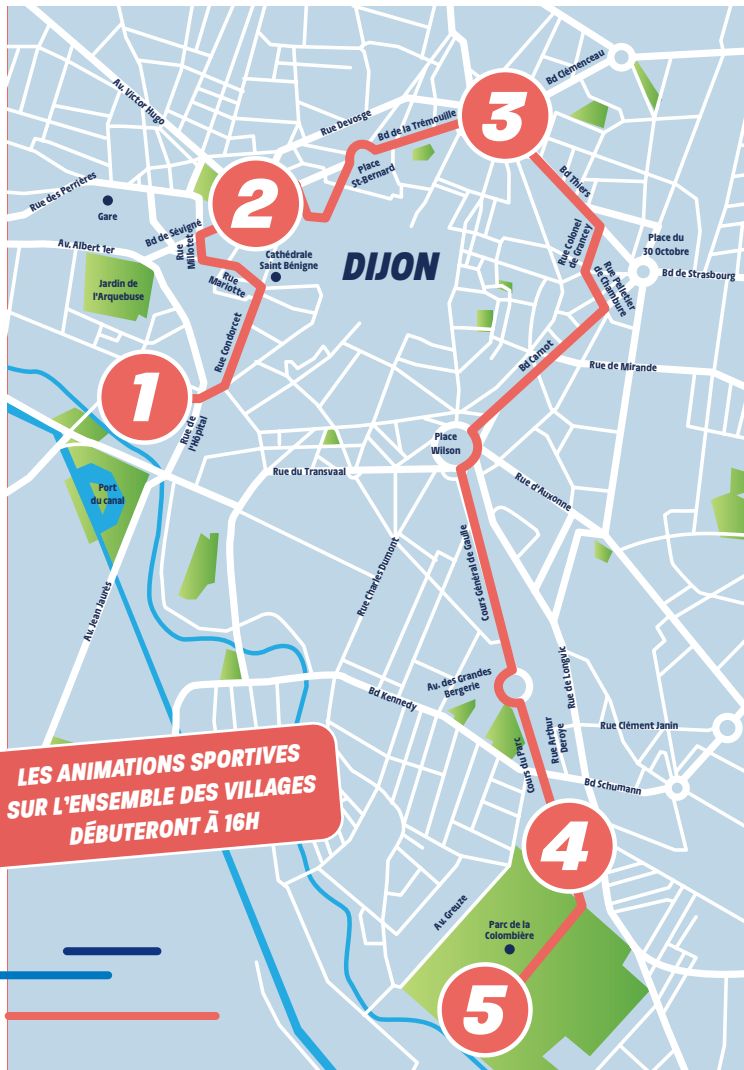 Av. Victor Hugo
Rue Devosge
Bd de la Trémouille
3
Bd Clémenceau
Place
St-Bernard
Rue des Perrières
Gare
2
Bd Thiers
Bd de Sévigné
Rue
Millotet
Av. Albert 1er
Cathédrale
Saint Bénigne
DIJON
Rue Colonel
de Grancey
Place du
30 Octobre
Bd de Strasbourg
Rue Pelletier
de Chambure
Jardin de
l'Arquebuse
Rue
Mariotte
Rue Condorcet
Bd Carnot
Rue de Mirande
1
Rue de
l'Hôpital
Place
Wilson
Rue du Transvaal
Rue d'Auxonne
Port
du canal
Rue Charles Dumont
Cours Général de Gaulle
Av. Jean Jaurès
Av. des Grandes
Bergerie
Rue de Longvic
Bd Kennedy
Rue Arthur
Deroye
Rue Clément Janin
Cours du Parc
Bd Schumann
LES ANIMATIONS SPORTIVES
SUR L'ENSEMBLE DES VILLAGES
DÉBUTERONT À 16H
4
Av. Greuze
Parc de la
Colombière
5